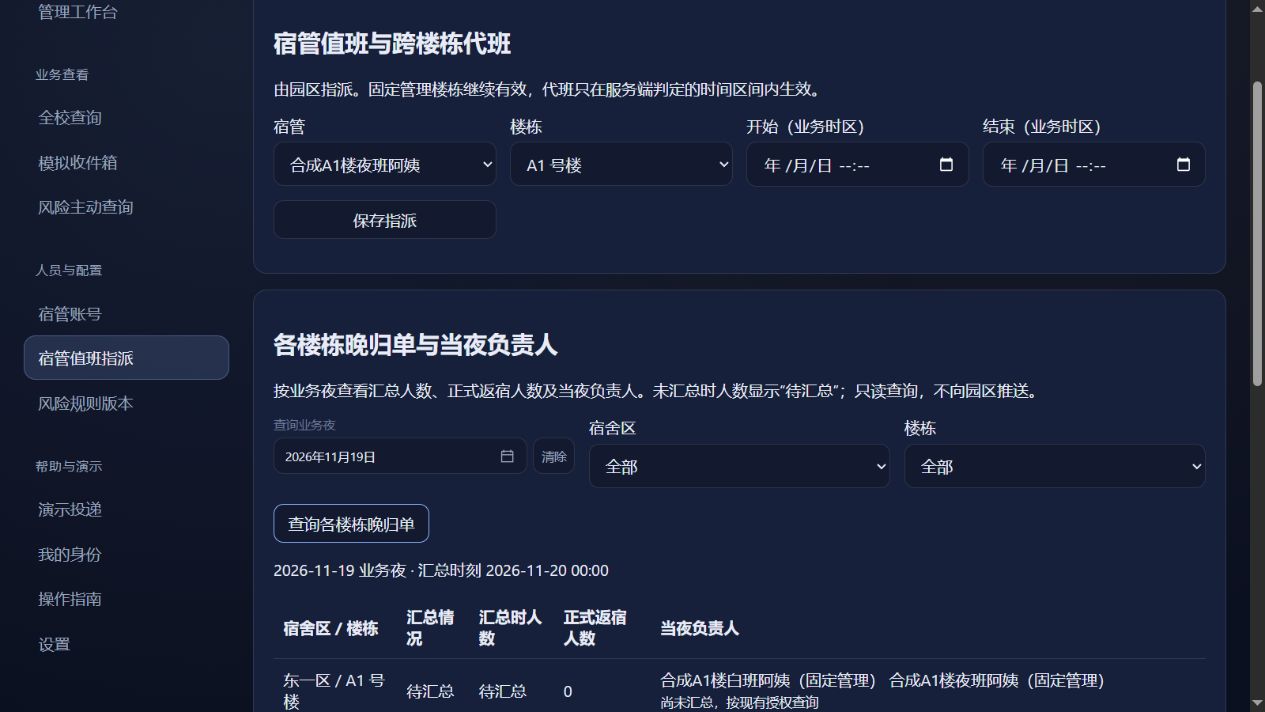 管理工作台
业务查看
全校查询
模拟收件箱
风险主动查询
人员与配置
宿管账号
宿管值班指派
风险规则版本
帮助与演示
演示投递
我的身份
操作指南
设置
宿管值班与跨楼栋代班
由园区指派。固定管理楼栋继续有效，代班只在服务端判定的时间区间内生效。
宿管 楼栋 开始（业务时区） 结束（业务时区）
合成A1楼夜班阿姨 A1 号楼 年 /月/日 --:-- 年 /月/日 --:--
保存指派
各楼栋晚归单与当夜负责人
按业务夜查看汇总人数、正式返宿人数及当夜负责人。未汇总时人数显示“待汇总”；只读查询，不向园区推送。
查询业务夜 宿舍区 楼栋
2026年11月19日 清除 全部 全部
查询各楼栋晚归单
2026-11-19 业务夜 · 汇总时刻 2026-11-20 00:00
宿舍区 / 楼栋 汇总情况 汇总时人数 正式返宿人数 当夜负责人
东一区 / A1 号楼 待汇总 待汇总 0 合成A1楼白班阿姨（固定管理） 合成A1楼夜班阿姨（固定管理）
尚未汇总，按现有授权查询